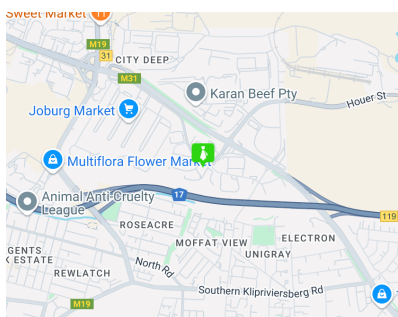 Sweet Market
M19
31
CITY DEEP
M31
Karan Beef Pty
Houer St
Joburg Market
Multiflora Flower Market
17
Animal Anti-Cruelty
League
119
ROSEACRE
MOFFAT VIEW
ELECTRON
UNIGRAY
GENTS
K ESTATE
REWLATCH
North Rd
Southern Klipriviersberg Rd
M19